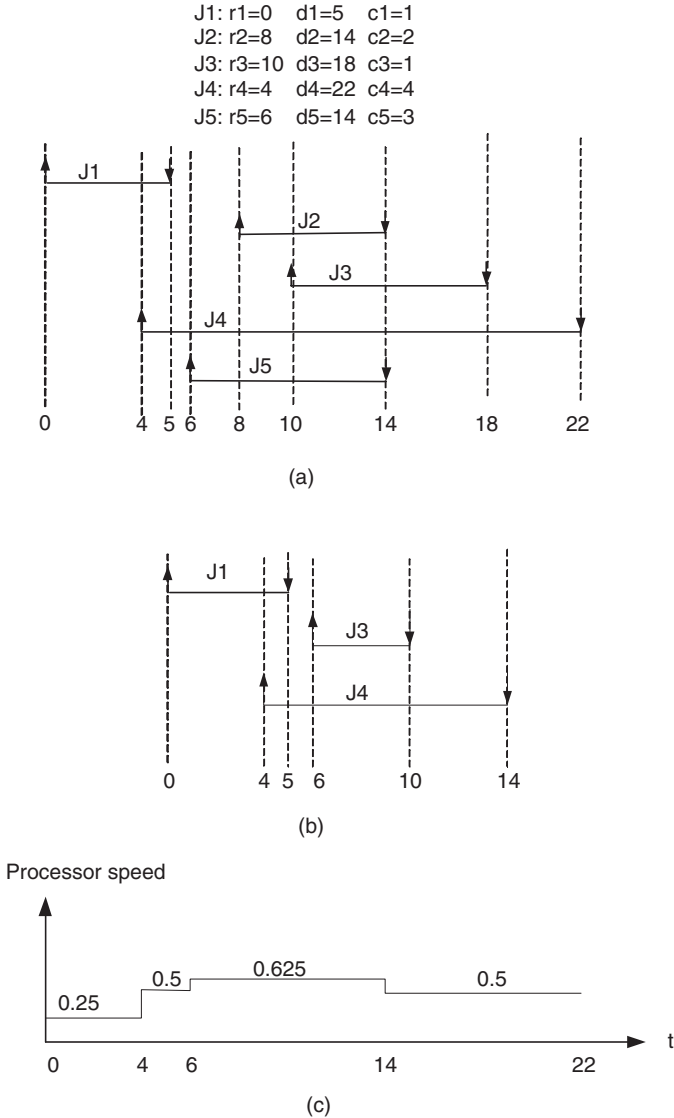 J1: r1=0 d1=5 c1=1
J2: r2=8 d2=14 c2=2
J3: r3=10 d3=18 c3=1
J4: r4=4 d4=22 c4=4
J5: r5=6 d5=14 c5=3
J1
J2
J3
J4
J5
0 4 5 6 8 10 14 18 22
(a)
J1
J3
J4
0 4 5 6 10 14
(b)
Processor speed
0.25 0.5 0.625 0.5
t
0 4 6 14 22
(c)